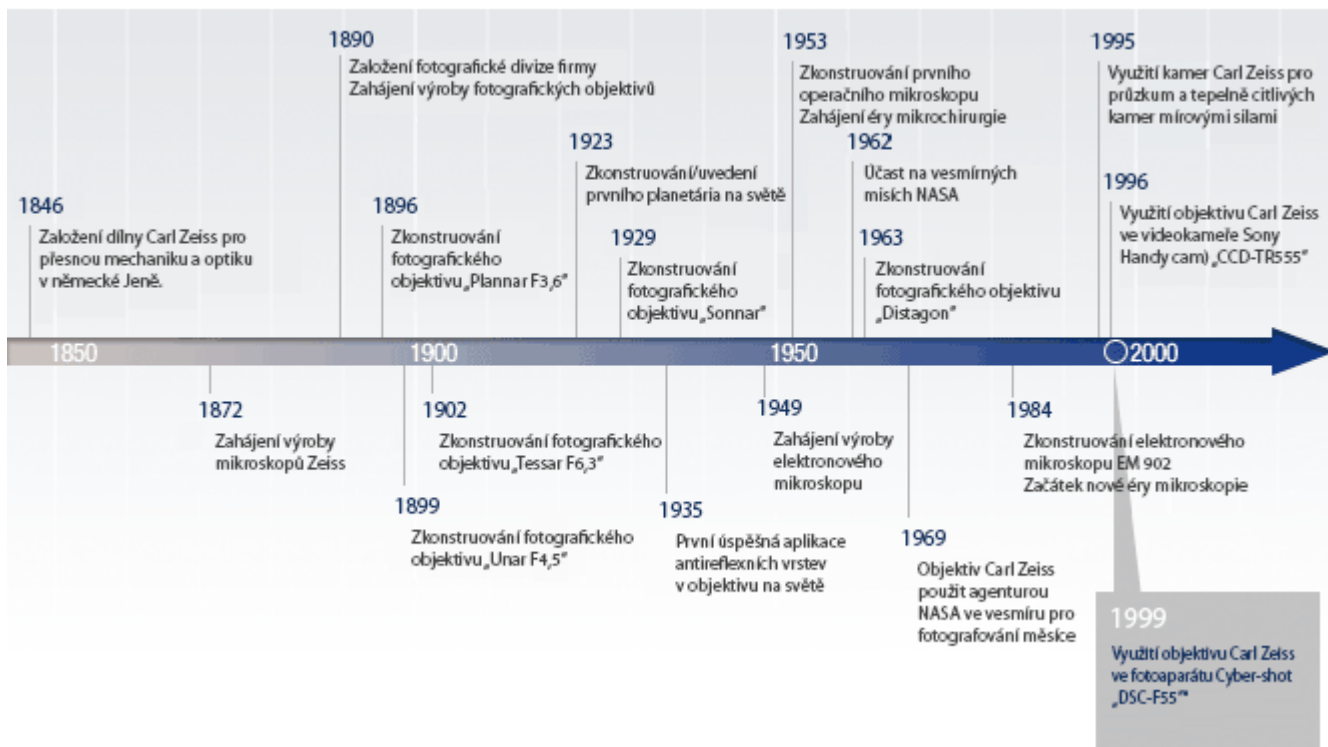 1890
Založení fotografické divize firmy
Zahájení výroby fotografických objektivů
1953
Zkonstruování prvního
operačního mikroskopu
Zahájení éry mikrochirurgie
1995
Využití kamer Carl Zeiss pro
průzkum a tepelně citlivých
kamer mírovými silami
1923
Zkonstruování/uvedení
prvního planetária na světě
1962
Účast na vesmírných
misích NASA
1846
Založení dílny Carl Zeiss pro
přesnou mechaniku a optiku
v německé Jeně.
1896
Zkonstruování
fotografického
objektivu „Plannar F3,6"
1929
Zkonstruování
fotografického
objektivu „Sonnar"
1963
Zkonstruování
fotografického objektivu
„Distagon"
1996
Využití objektivu Carl Zeiss
ve videokameře Sony
Handy cam) „CCD-TR555"
1850 1900 1950 2000
1872
Zahájení výroby
mikroskopů Zeiss
1902
Zkonstruování fotografického
objektivu „Tessar F6,3"
1949
Zahájení výroby
elektronového
mikroskopu
1984
Zkonstruování elektronového
mikroskopu EM 902
Začátek nové éry mikroskopie
1899
Zkonstruování fotografického
objektivu „Unar F4,5"
1935
První úspěšná aplikace
antireflexních vrstev
v objektivu na světě
1969
Objektiv Carl Zeiss
použit agenturou
NASA ve vesmíru pro
fotografování měsíce
1999
Využití objektivu Carl Zeiss
ve fotoaparátu Cyber-shot
„DSC-F55"*